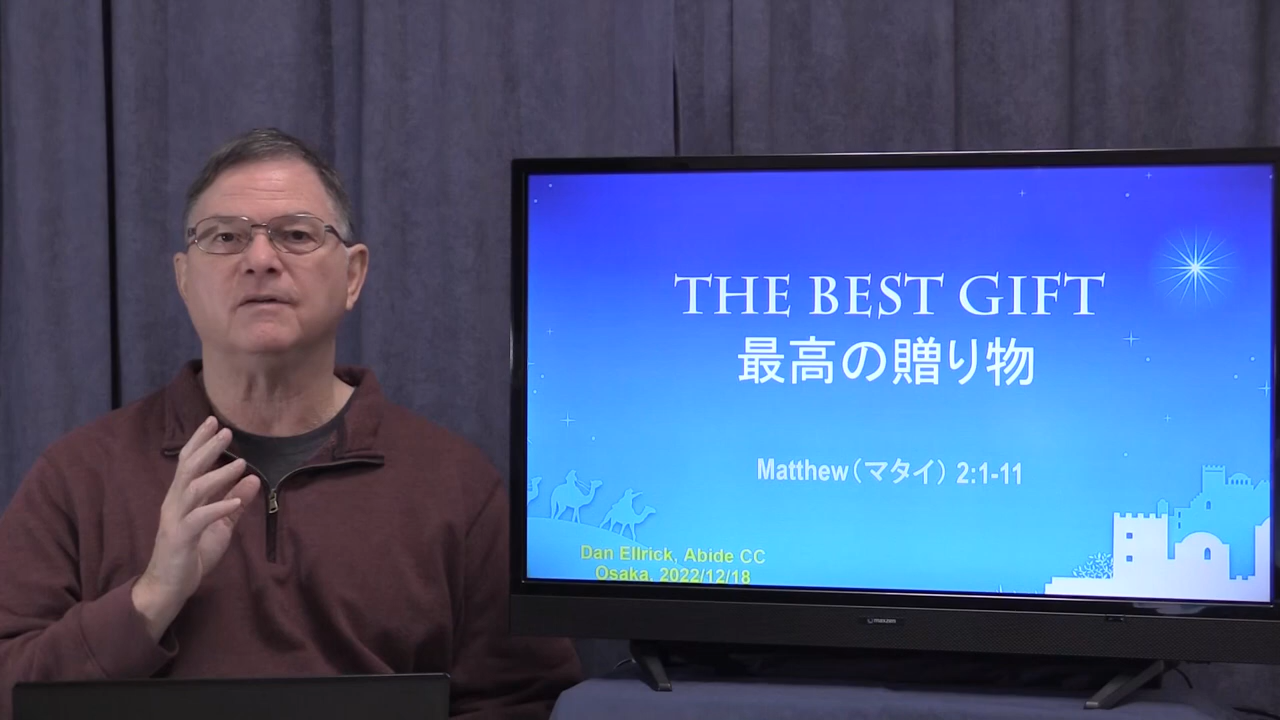 THE BEST GIFT
最高の贈り物
Matthew（マタイ）2:1-11
Dan Ellrick, Abide CC
Osaka, 2022/12/18
maxzen